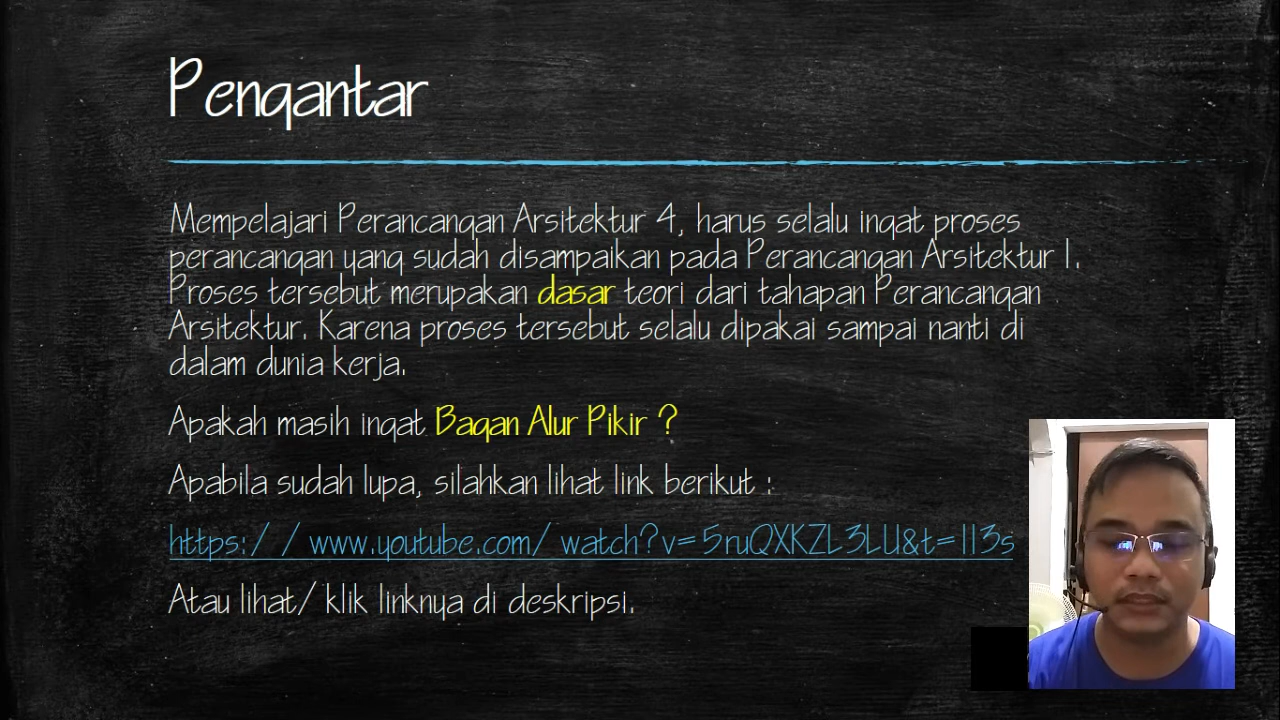 Pengantar
Mempelajari Perancangan Arsitektur 4, harus selalu ingat proses
perancangan yang sudah disampaikan pada Perancangan Arsitektur 1.
Proses tersebut merupakan dasar teori dari tahapan Perancangan
Arsitektur. Karena proses tersebut selalu dipakai sampai nanti di
dalam dunia kerja.
Apakah masih ingat Bagan Alur Pikir ?
Apabila sudah lupa, silahkan lihat link berikut :
https://www.youtube.com/watch?v=5ruQXKZL3LU&t=113s
Atau lihat/ klik linknya di deskripsi.